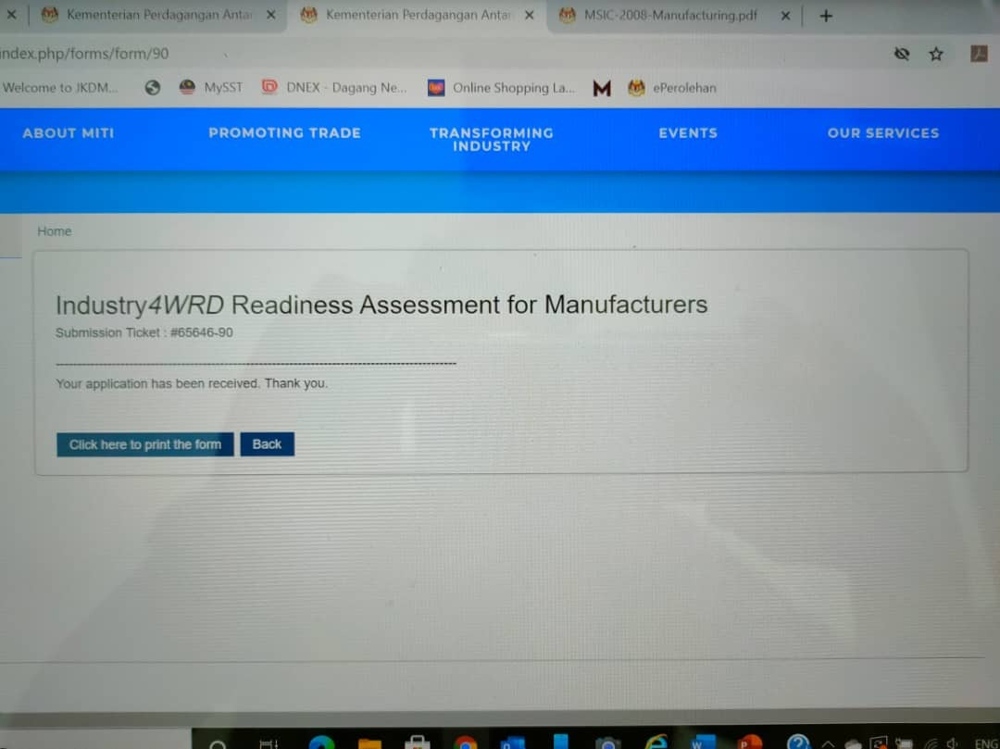 Kementerian Perdagangan Antar
Kementerian Perdagangan Antar
MSIC-2008-Manufacturing.pdf
index.php/forms/form/90
Welcome to JKDM...
MySST
DNEX - Dagang Ne...
Online Shopping La...
M
ePerolehan
ABOUT MITI
PROMOTING TRADE
TRANSFORMING
INDUSTRY
EVENTS
OUR SERVICES
Home
Industry4WRD Readiness Assessment for Manufacturers
Submission Ticket : #65646-90
Your application has been received. Thank you.
Click here to print the form
Back
ENG